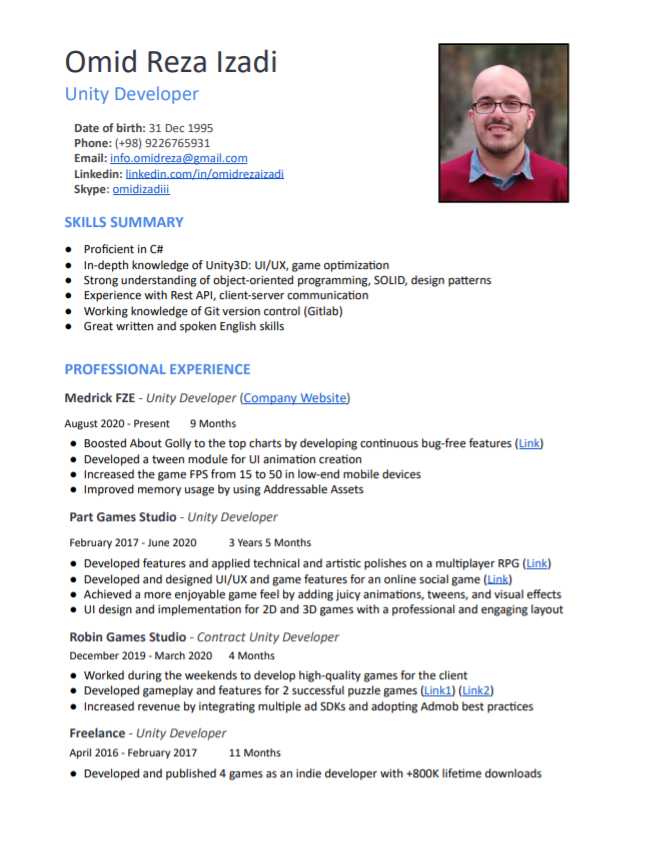 Omid Reza Izadi
Unity Developer
Date of birth: 31 Dec 1995
Phone: (+98) 9226765931
Email: info.omidreza@gmail.com
Linkedin: linkedin.com/in/omidrezaizadi
Skype: omidizadiii
SKILLS SUMMARY
● Proficient in C#
● In-depth knowledge of Unity3D: UI/UX, game optimization
● Strong understanding of object-oriented programming, SOLID, design patterns
● Experience with Rest API, client-server communication
● Working knowledge of Git version control (Gitlab)
● Great written and spoken English skills
PROFESSIONAL EXPERIENCE
Medrick FZE - Unity Developer (Company Website)
August 2020 - Present 9 Months
● Boosted About Golly to the top charts by developing continuous bug-free features (Link)
● Developed a tween module for UI animation creation
● Increased the game FPS from 15 to 50 in low-end mobile devices
● Improved memory usage by using Addressable Assets
Part Games Studio - Unity Developer
February 2017 - June 2020 3 Years 5 Months
● Developed features and applied technical and artistic polishes on a multiplayer RPG (Link)
● Developed and designed UI/UX and game features for an online social game (Link)
● Achieved a more enjoyable game feel by adding juicy animations, tweens, and visual effects
● UI design and implementation for 2D and 3D games with a professional and engaging layout
Robin Games Studio - Contract Unity Developer
December 2019 - March 2020 4 Months
● Worked during the weekends to develop high-quality games for the client
● Developed gameplay and features for 2 successful puzzle games (Link1) (Link2)
● Increased revenue by integrating multiple ad SDKs and adopting Admob best practices
Freelance - Unity Developer
April 2016 - February 2017 11 Months
● Developed and published 4 games as an indie developer with +800K lifetime downloads